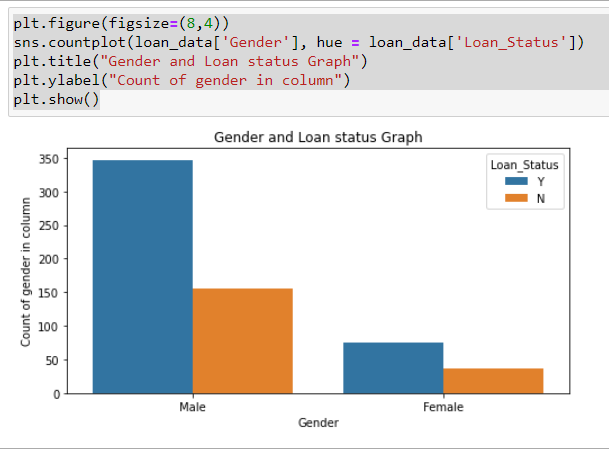 plt.figure(figsize=(8,4))
sns.countplot(loan_data['Gender'], hue = loan_data['Loan_Status'])
plt.title("Gender and Loan status Graph")
plt.ylabel("Count of gender in column")
plt.show()
Gender and Loan status Graph
Loan_Status
Y
N
Count of gender in column
350
300
250
200
150
100
50
0
Male Female
Gender